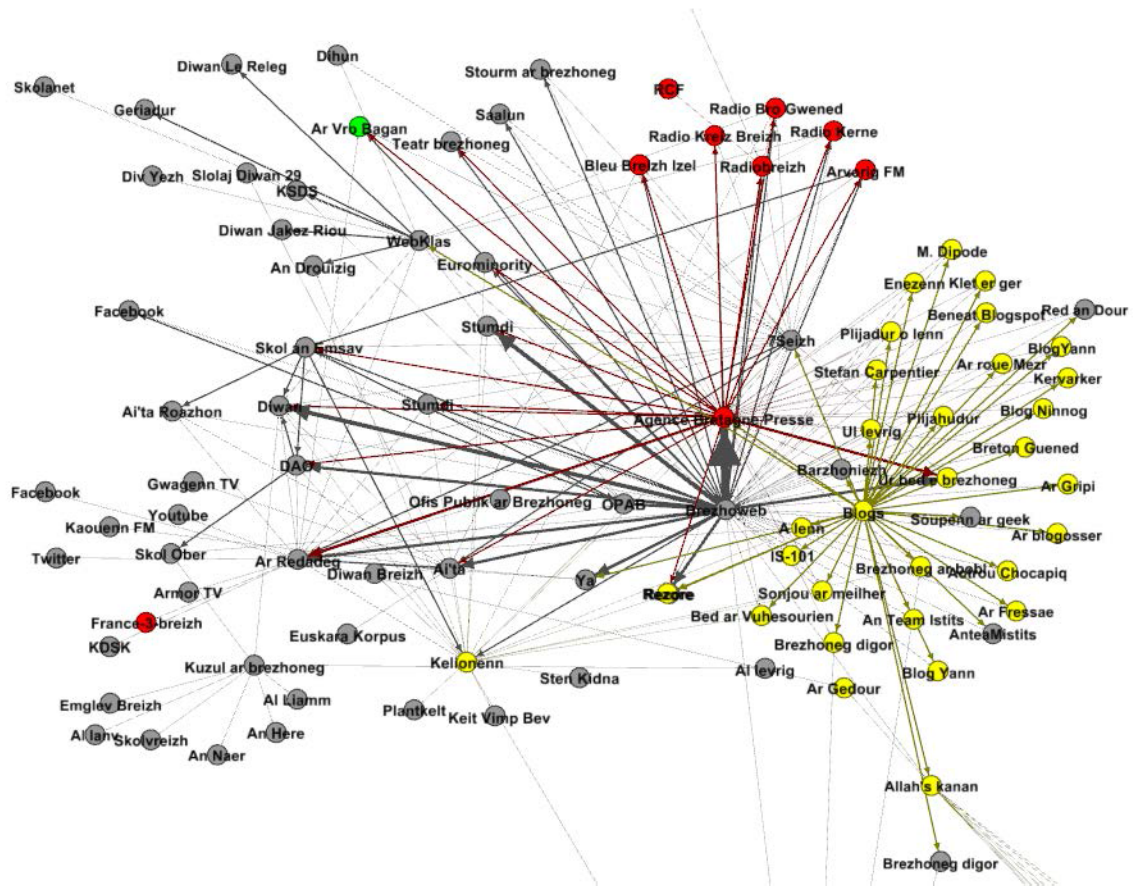 Dihun
Diwan Le Releg
Stourm ar brezhoneg
Skolanet
RCF
Geriadur
Radio Bro Gwened
Saalun
Ar Vro Bagan
Radio Kreiz Breizh
Radio Kerne
Teatr brezhoneg
Bleu Breizh Izel
Radiobreizh
Arvorig FM
Div Yezh
Slolaj Diwan 29
KSDS
Diwan Jakez Riou
WebKlas
M. Dipode
An Drouizig
Eurominority
Enezenn
Klet er ger
Facebook
Beneat Blogspot
Red an Dour
Stumdi
Plijadur o lenn
Skol an Emsav
7Seizh
BlogYann
Ar roue Mezr
Stefan Carpentier
Kervarker
Ai'ta Roazhon
Diwan
Stumdi
Agence Bretagne Presse
Plijahudur
Blog Ninnog
Ul levrig
Breton Guened
DAO
Barzhoniezh
Gwagenn TV
Ur bed e brezhoneg
Ar Gripi
Facebook
Ofis Publik ar Brezhoneg
OPAB
Brezhoweb
Blogs
Youtube
Soupenn ar geek
Kaouenn FM
A lenn
Ar blogosser
Twitter
Skol Ober
Ar Redadeg
IS-101
Diwan Breizh
Ai'ta
Ya
Brezhoneg ar bobl
Aotrou Chocapiq
Armor TV
Rezore
Sonjou ar meilher
France-3-breizh
Bed ar Vuhesourien
An Team Istits
Ar Fressae
Euskara Korpus
AnteaMistits
KDSK
Brezhoneg digor
Kuzul ar brezhoneg
Kelionenn
Al levrig
Sten Kidna
Blog Yann
Ar Gedour
Emglev Breizh
Al Liamm
Plantkelt
Keit Vimp Bev
Al lanv
Skolvreizh
An Here
An Naer
Allah's kanan
Brezhoneg digor